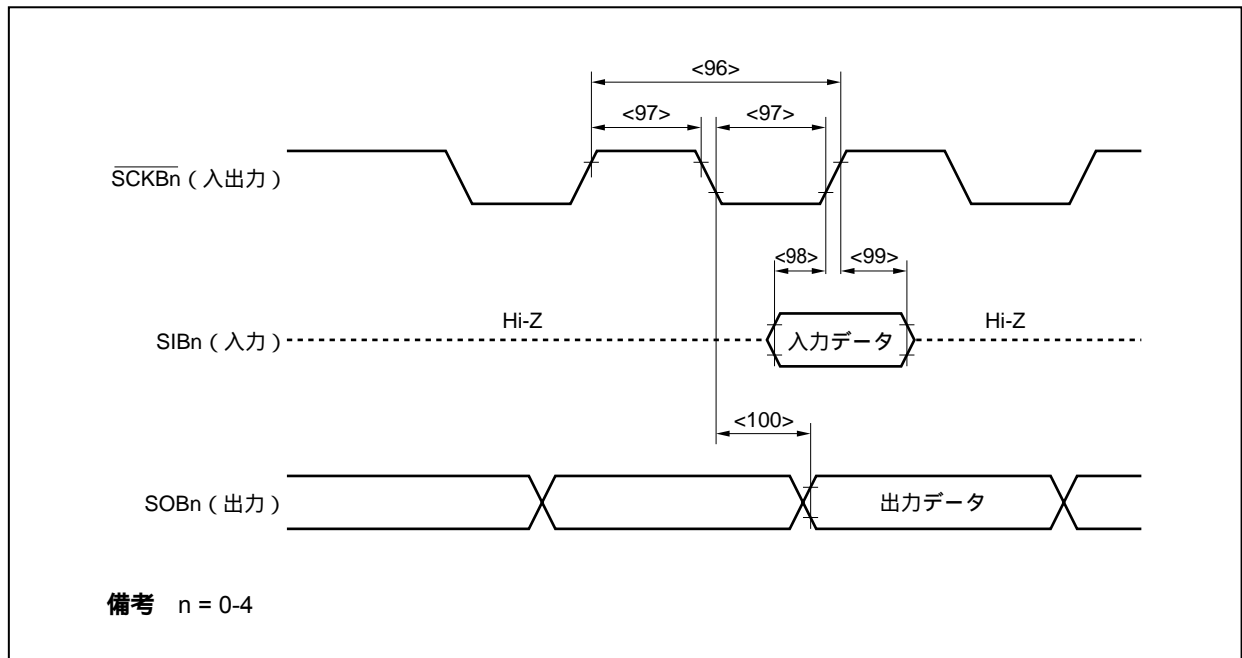 <96>
<97> <97>
SCKBn（入出力）
<98> <99>
Hi-Z Hi-Z
SIBn（入力） 入力データ
<100>
SOBn（出力） 出力データ
備考 n = 0-4